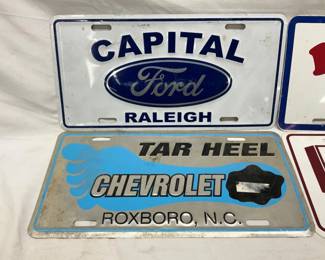 CAPITAL
Ford
RALEIGH
TAR HEEL
CHEVROLET
ROXBORO, N.C.